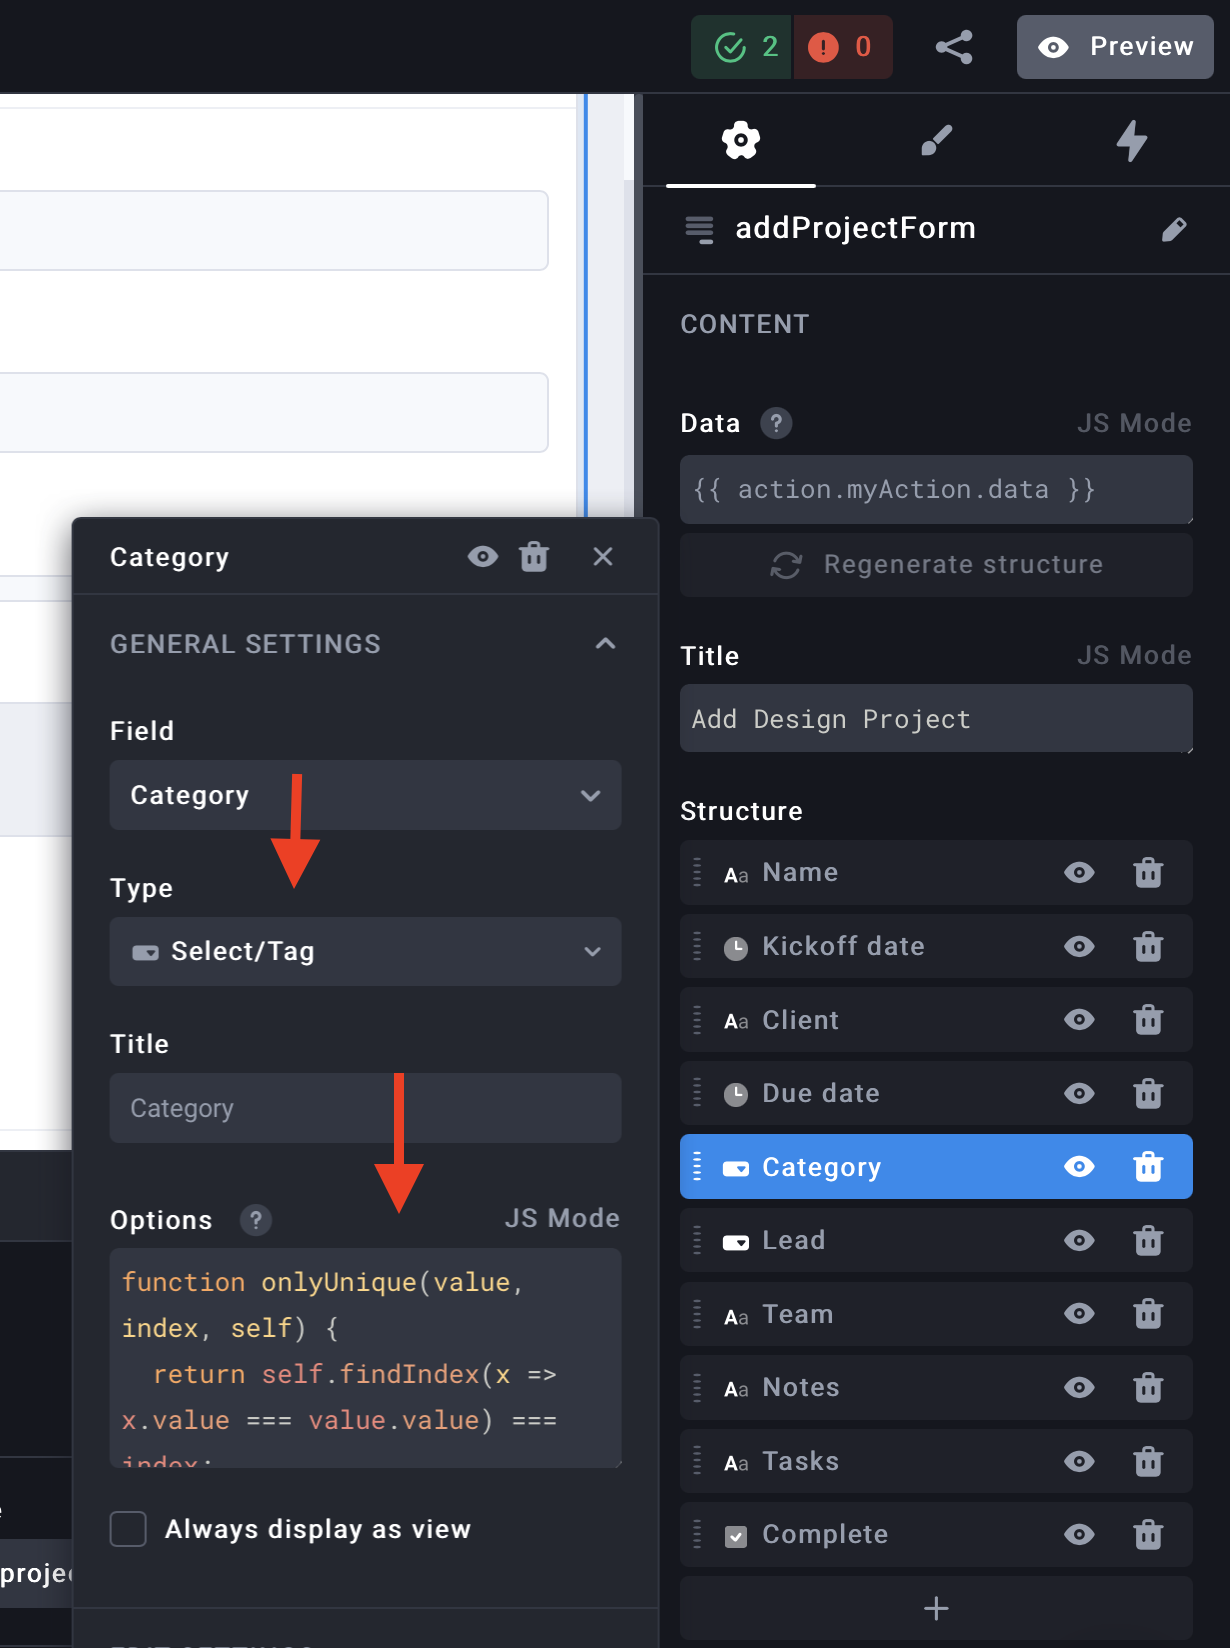 2
0
Preview
addProjectForm
CONTENT
Data ? JS Mode
{{ action.myAction.data }}
Regenerate structure
Title JS Mode
Add Design Project
Structure
Aa Name
Kickoff date
Aa Client
Due date
Category
Lead
Aa Team
Aa Notes
Aa Tasks
Complete
Category
GENERAL SETTINGS
Field
Category
Type
Select/Tag
Title
Category
Options ? JS Mode
function onlyUnique(value,
index, self) {
return self.findIndex(x =>
x.value === value.value) ===
index;
Always display as view
EDIT SETTINGS